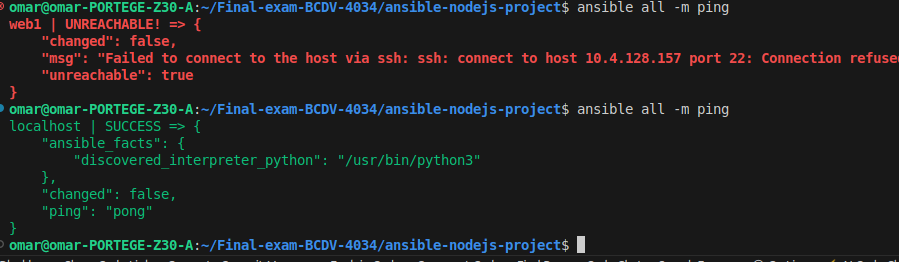 omar@omar-PORTEGE-Z30-A:~/Final-exam-BCDV-4034/ansible-nodejs-project$ ansible all -m ping
web1 | UNREACHABLE! => {
    "changed": false,
    "msg": "Failed to connect to the host via ssh: ssh: connect to host 10.4.128.157 port 22: Connection refuse
    "unreachable": true
}
omar@omar-PORTEGE-Z30-A:~/Final-exam-BCDV-4034/ansible-nodejs-project$ ansible all -m ping
localhost | SUCCESS => {
    "ansible_facts": {
        "discovered_interpreter_python": "/usr/bin/python3"
    },
    "changed": false,
    "ping": "pong"
}
omar@omar-PORTEGE-Z30-A:~/Final-exam-BCDV-4034/ansible-nodejs-project$